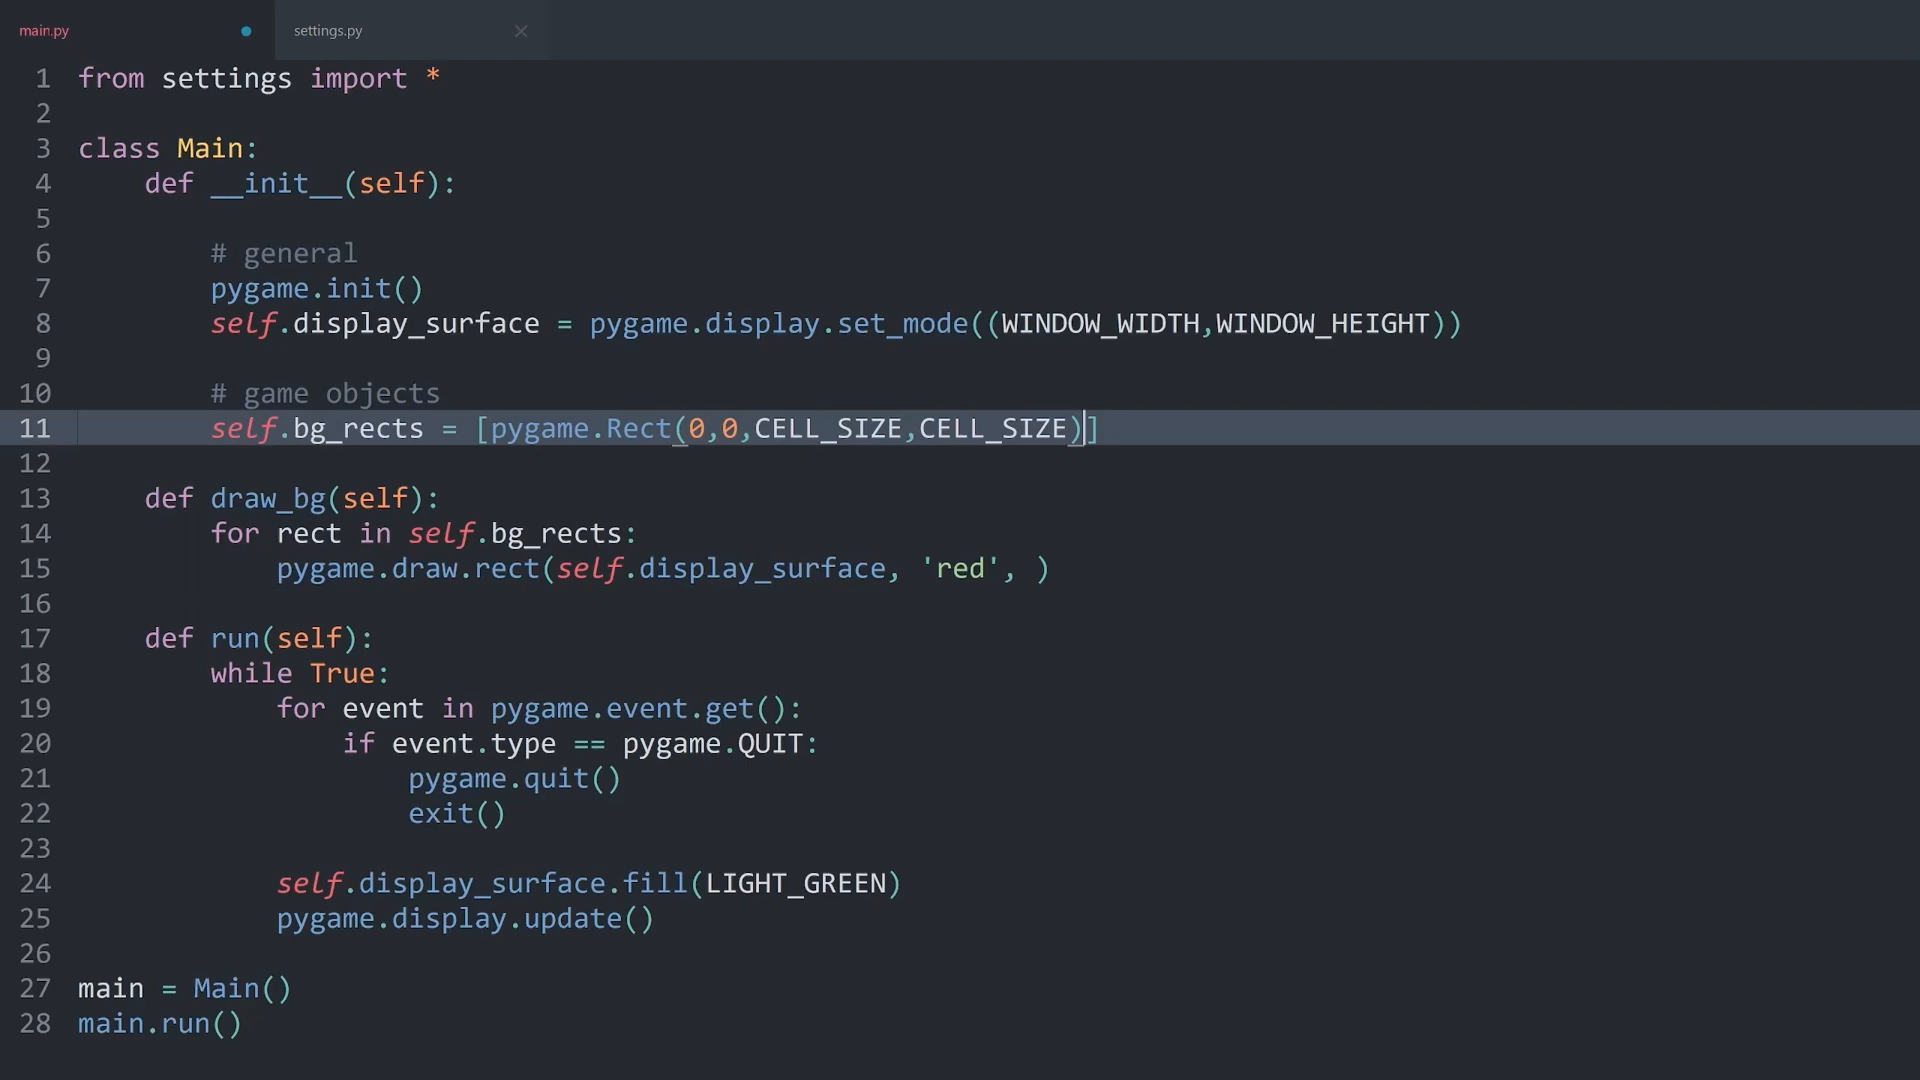 main.py
settings.py
1 from settings import *
2
3 class Main:
4     def __init__(self):
5
6         # general
7         pygame.init()
8         self.display_surface = pygame.display.set_mode((WINDOW_WIDTH,WINDOW_HEIGHT))
9
10         # game objects
11         self.bg_rects = [pygame.Rect(0,0,CELL_SIZE,CELL_SIZE)]
12
13     def draw_bg(self):
14         for rect in self.bg_rects:
15             pygame.draw.rect(self.display_surface, 'red', )
16
17     def run(self):
18         while True:
19             for event in pygame.event.get():
20                 if event.type == pygame.QUIT:
21                     pygame.quit()
22                     exit()
23
24             self.display_surface.fill(LIGHT_GREEN)
25             pygame.display.update()
26
27 main = Main()
28 main.run()